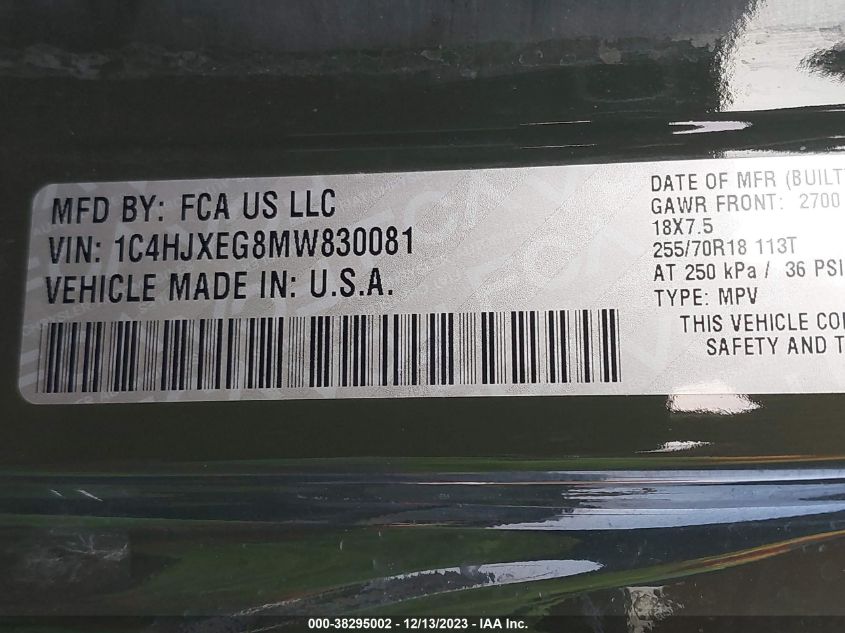 MFD BY: FCA US LLC
VIN: 1C4HJXEG8MW830081
VEHICLE MADE IN: U.S.A.
DATE OF MFR (BUILT
GAWR FRONT: 2700
18X7.5
255/70R18 113T
AT 250 kPa / 36 PSI
TYPE: MPV
THIS VEHICLE CO
SAFETY AND T
000-38295002 - 12/13/2023 - IAA Inc.